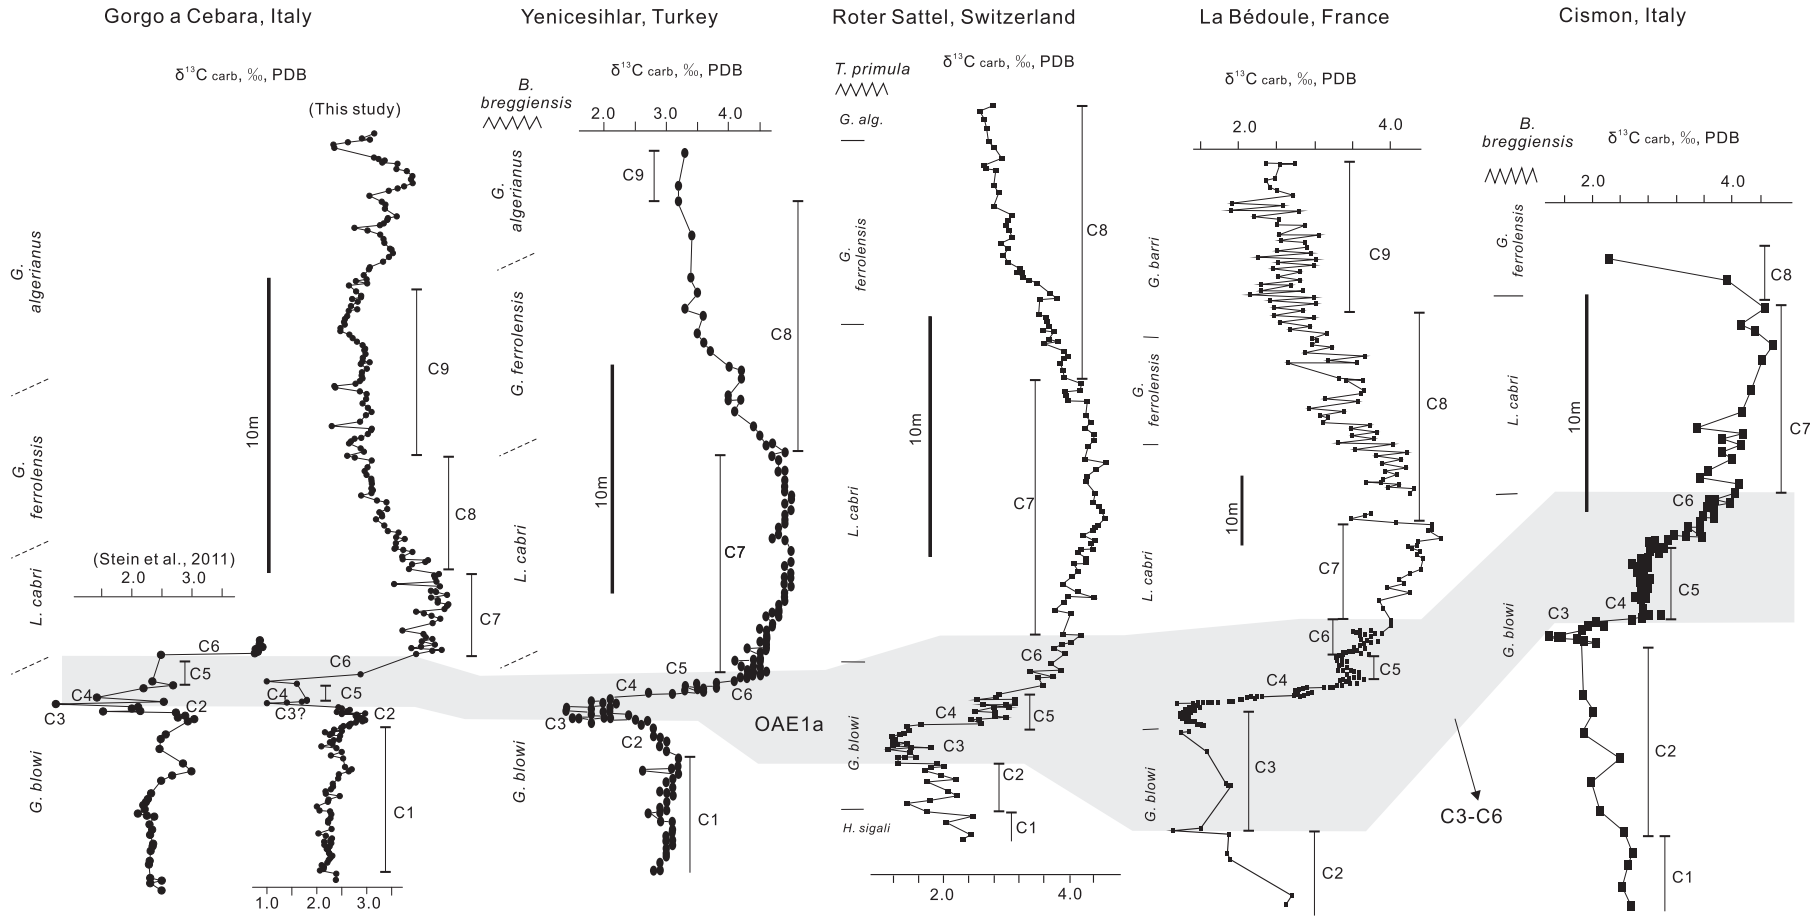 Gorgo a Cebara, Italy
Yenicesihlar, Turkey
Roter Sattel, Switzerland
La Bédoule, France
Cismon, Italy
δ¹³C carb, ‰, PDB
(This study)
G. algerianus
G. ferrolensis
L. cabri
G. blowi
10m
(Stein et al., 2011)
2.0 3.0
C9
C8
C7
C6
C6
C5
C4
C3
C2
C4
C5
C3?
C2
C1
1.0 2.0 3.0
B. breggiensis
δ¹³C carb, ‰, PDB
2.0 3.0 4.0
G. algerianus
G. ferrolensis
L. cabri
G. blowi
10m
C9
C8
C7
C5
C6
C4
C3
C2
C1
OAE1a
T. primula
δ¹³C carb, ‰, PDB
G. alg.
G. ferrolensis
L. cabri
G. blowi
H. sigali
10m
C8
C7
C6
C5
C4
C3
C2
C1
2.0 4.0
δ¹³C carb, ‰, PDB
2.0 4.0
G. barri
G. ferrolensis
L. cabri
G. blowi
10m
C9
C8
C7
C6
C5
C4
C3
C2
C3-C6
B.
breggiensis
δ¹³C carb, ‰, PDB
2.0 4.0
G. ferrolensis
L. cabri
G. blowi
10m
C8
C7
C6
C5
C4
C3
C2
C1